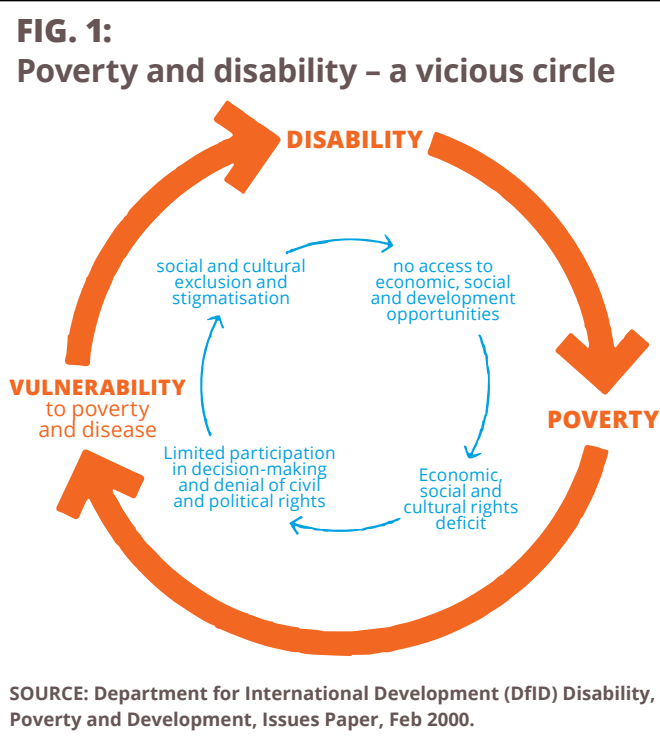 FIG. 1:
Poverty and disability – a vicious circle
DISABILITY
social and cultural
exclusion and
stigmatisation
no access to
economic, social
and development
opportunities
VULNERABILITY
to poverty
and disease
POVERTY
Limited participation
in decision-making
and denial of civil
and political rights
Economic,
social and
cultural rights
deficit
SOURCE: Department for International Development (DfID) Disability,
Poverty and Development, Issues Paper, Feb 2000.